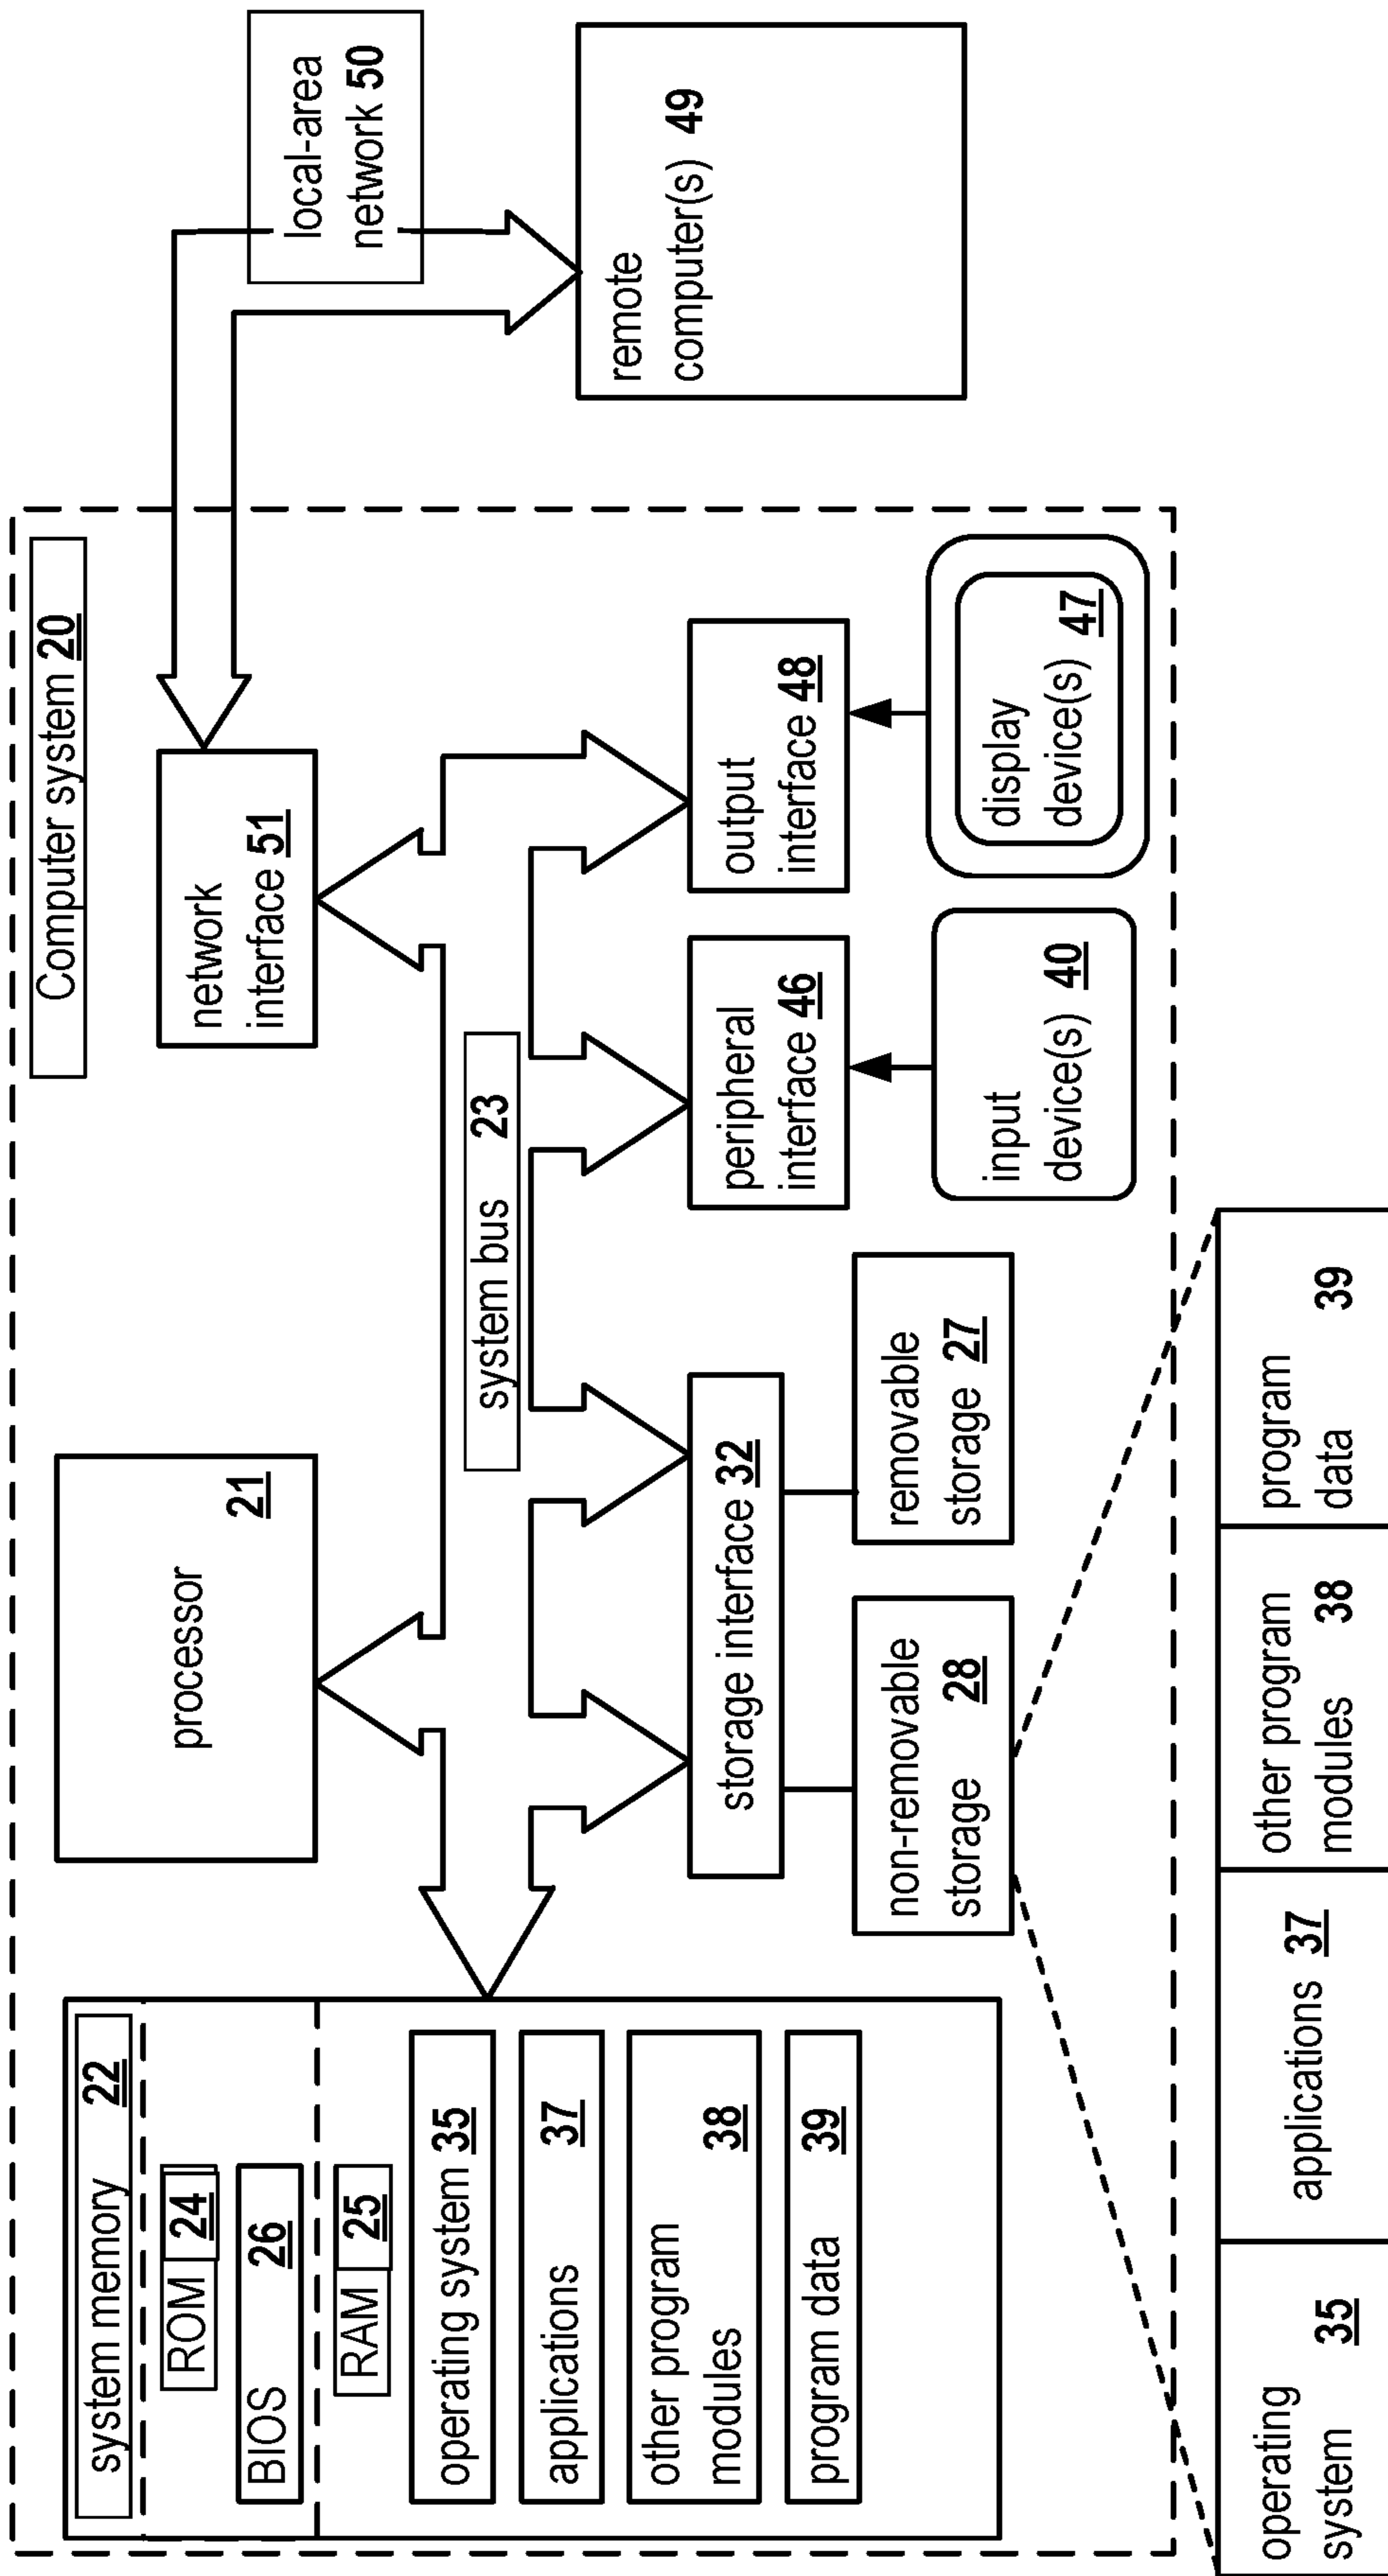 Computer system 20
system memory 22
ROM 24
BIOS 26
RAM 25
operating system 35
applications 37
other program
modules 38
program data 39
processor 21
network
interface 51
local-area
network 50
system bus 23
storage interface 32
peripheral
interface 46
output
interface 48
remote
computer(s) 49
non-removable
storage 28
removable
storage 27
input
device(s) 40
display
device(s) 47
operating
system 35
applications 37
other program
modules 38
program
data 39